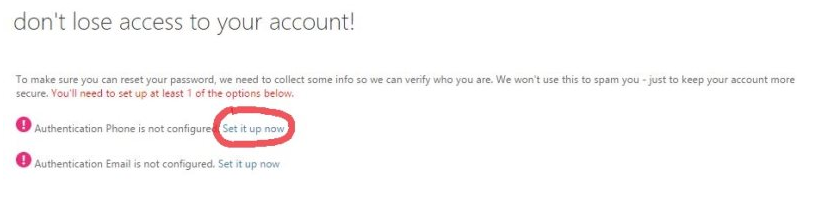 don't lose access to your account!
To make sure you can reset your password, we need to collect some info so we can verify who you are. We won't use this to spam you - just to keep your account more
secure. You'll need to set up at least 1 of the options below.
! Authentication Phone is not configured. Set it up now
! Authentication Email is not configured. Set it up now